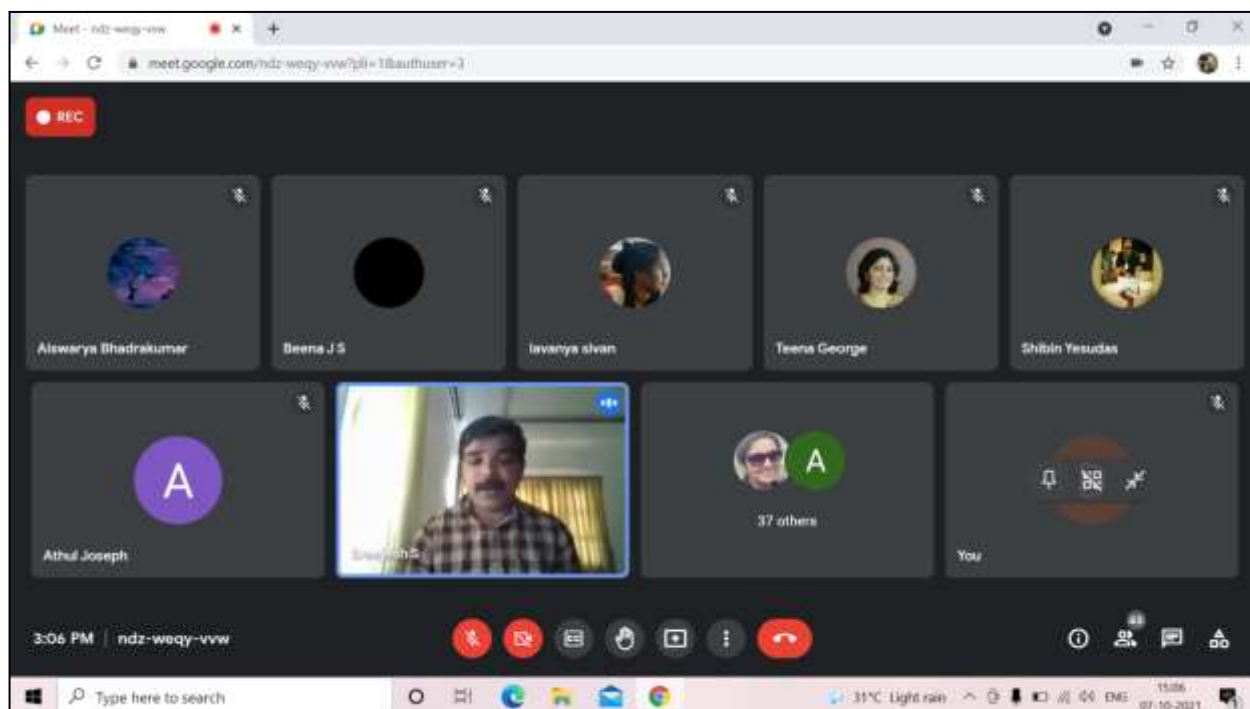 Meet - ndz-weqy-vvw
meet.google.com/ndz-weqy-vvw?pli=1&authuser=3
REC
Aiswarya Bhadrakumar
Beena J S
lavanya sivan
Teena George
Shibin Yesudas
A
A
37 others
Athul Joseph
You
3:06 PM | ndz-weqy-vvw
Type here to search
31°C Light rain
ENG
15:06
07-10-2021